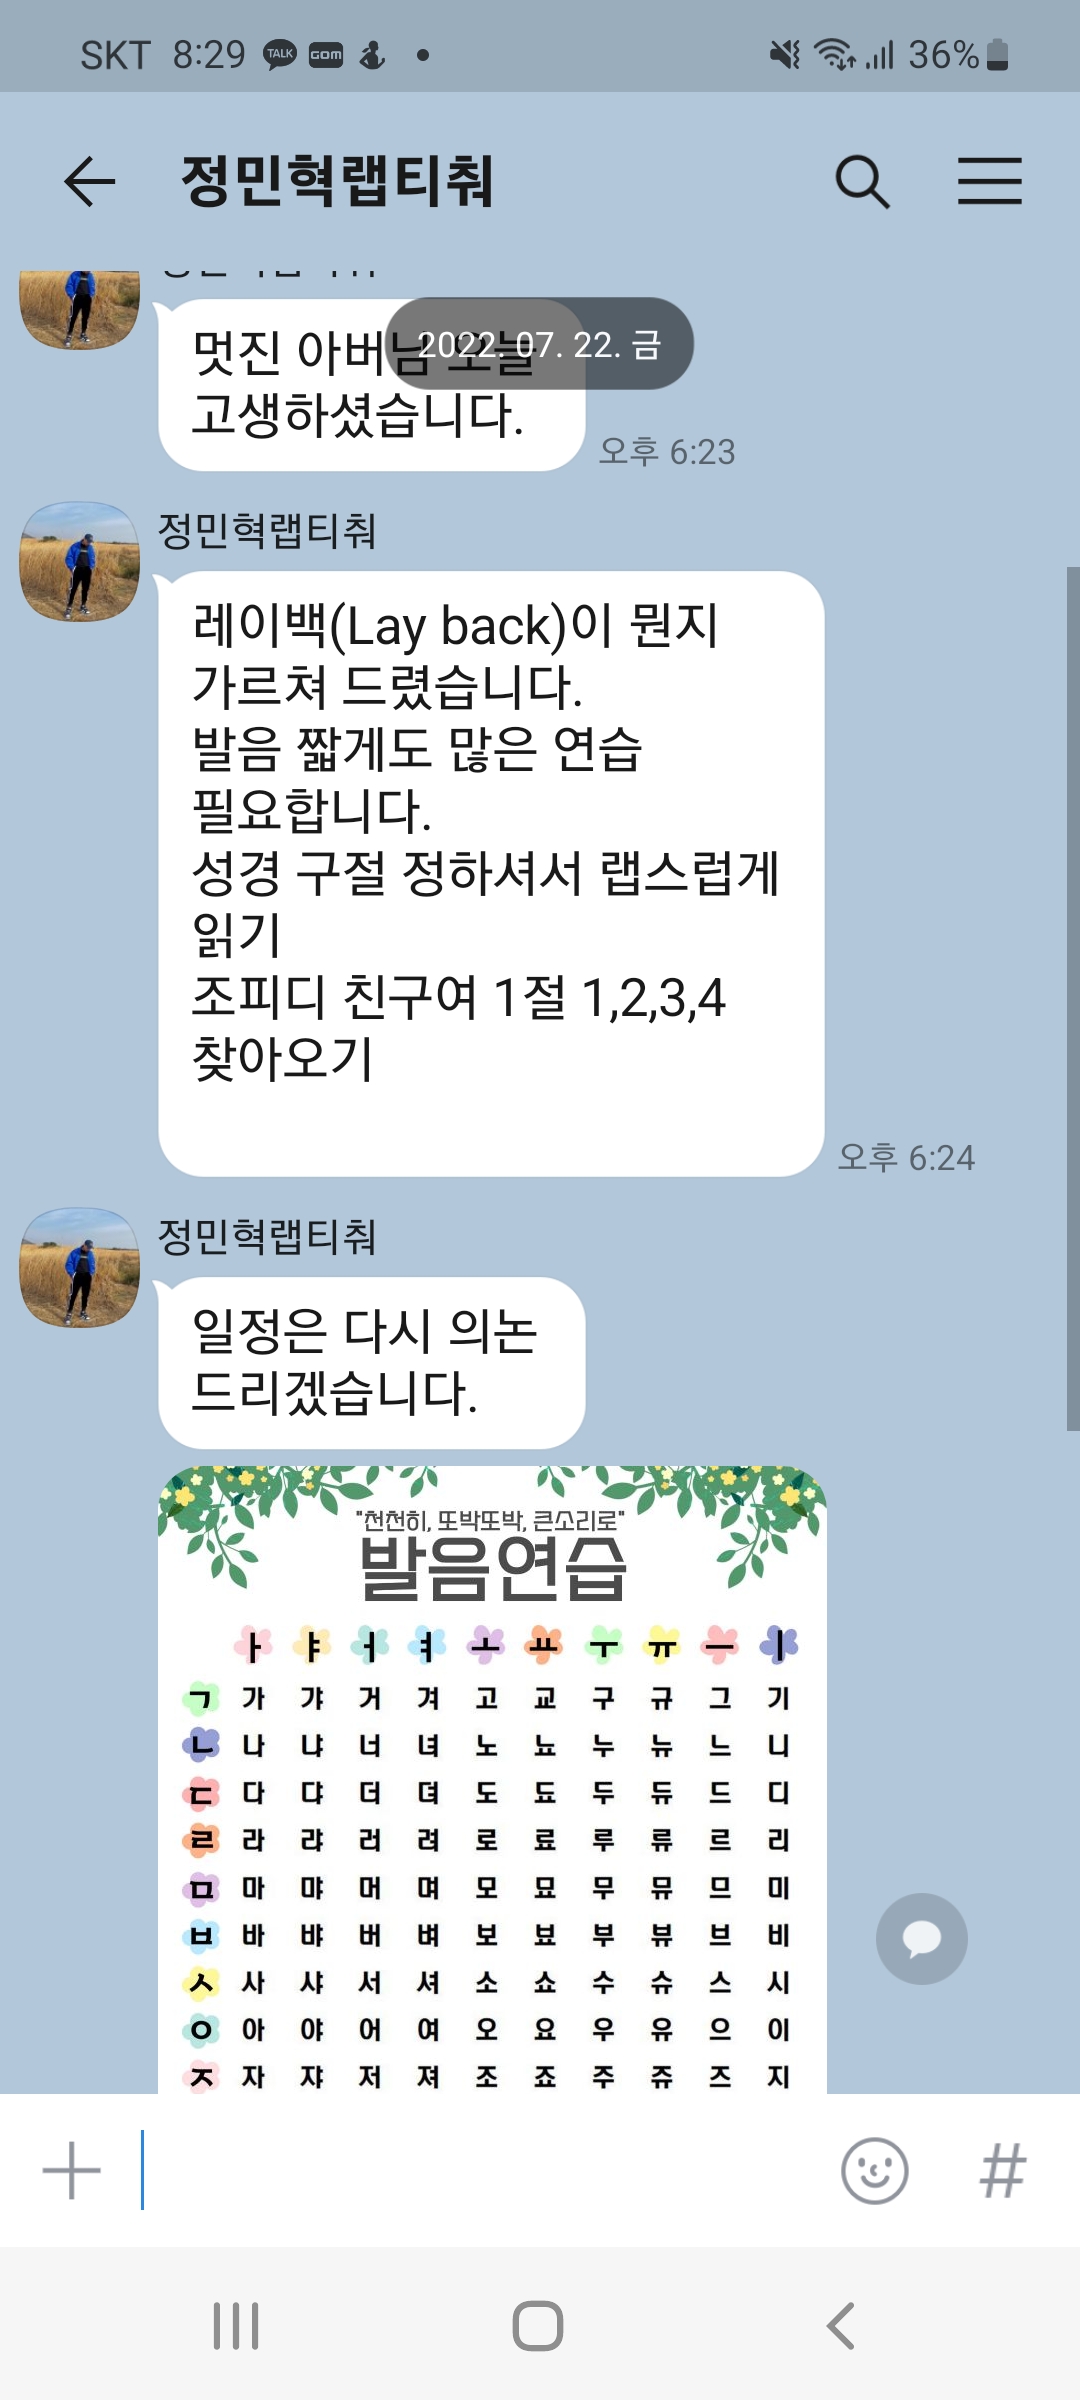 SKT 8:29 TALK GOM 36%
정민혁랩티춰
2022. 07. 22. 금
멋진 아버님 오늘
고생하셨습니다.
오후 6:23
정민혁랩티춰
레이백(Lay back)이 뭔지
가르쳐 드렸습니다.
발음 짧게도 많은 연습
필요합니다.
성경 구절 정하셔서 랩스럽게
읽기
조피디 친구여 1절 1,2,3,4
찾아오기
오후 6:24
정민혁랩티춰
일정은 다시 의논
드리겠습니다.
"천천히, 또박또박, 큰소리로"
발음연습
ㅏ ㅑ ㅓ ㅕ ㅗ ㅛ ㅜ ㅠ ㅡ ㅣ
ㄱ 가 갸 거 겨 고 교 구 규 그 기
ㄴ 나 냐 너 녀 노 뇨 누 뉴 느 니
ㄷ 다 댜 더 뎌 도 됴 두 듀 드 디
ㄹ 라 랴 러 려 로 료 루 류 르 리
ㅁ 마 먀 머 며 모 묘 무 뮤 므 미
ㅂ 바 뱌 버 벼 보 뵤 부 뷰 브 비
ㅅ 사 샤 서 셔 소 쇼 수 슈 스 시
ㅇ 아 야 어 여 오 요 우 유 으 이
ㅈ 자 쟈 저 져 조 죠 주 쥬 즈 지
#